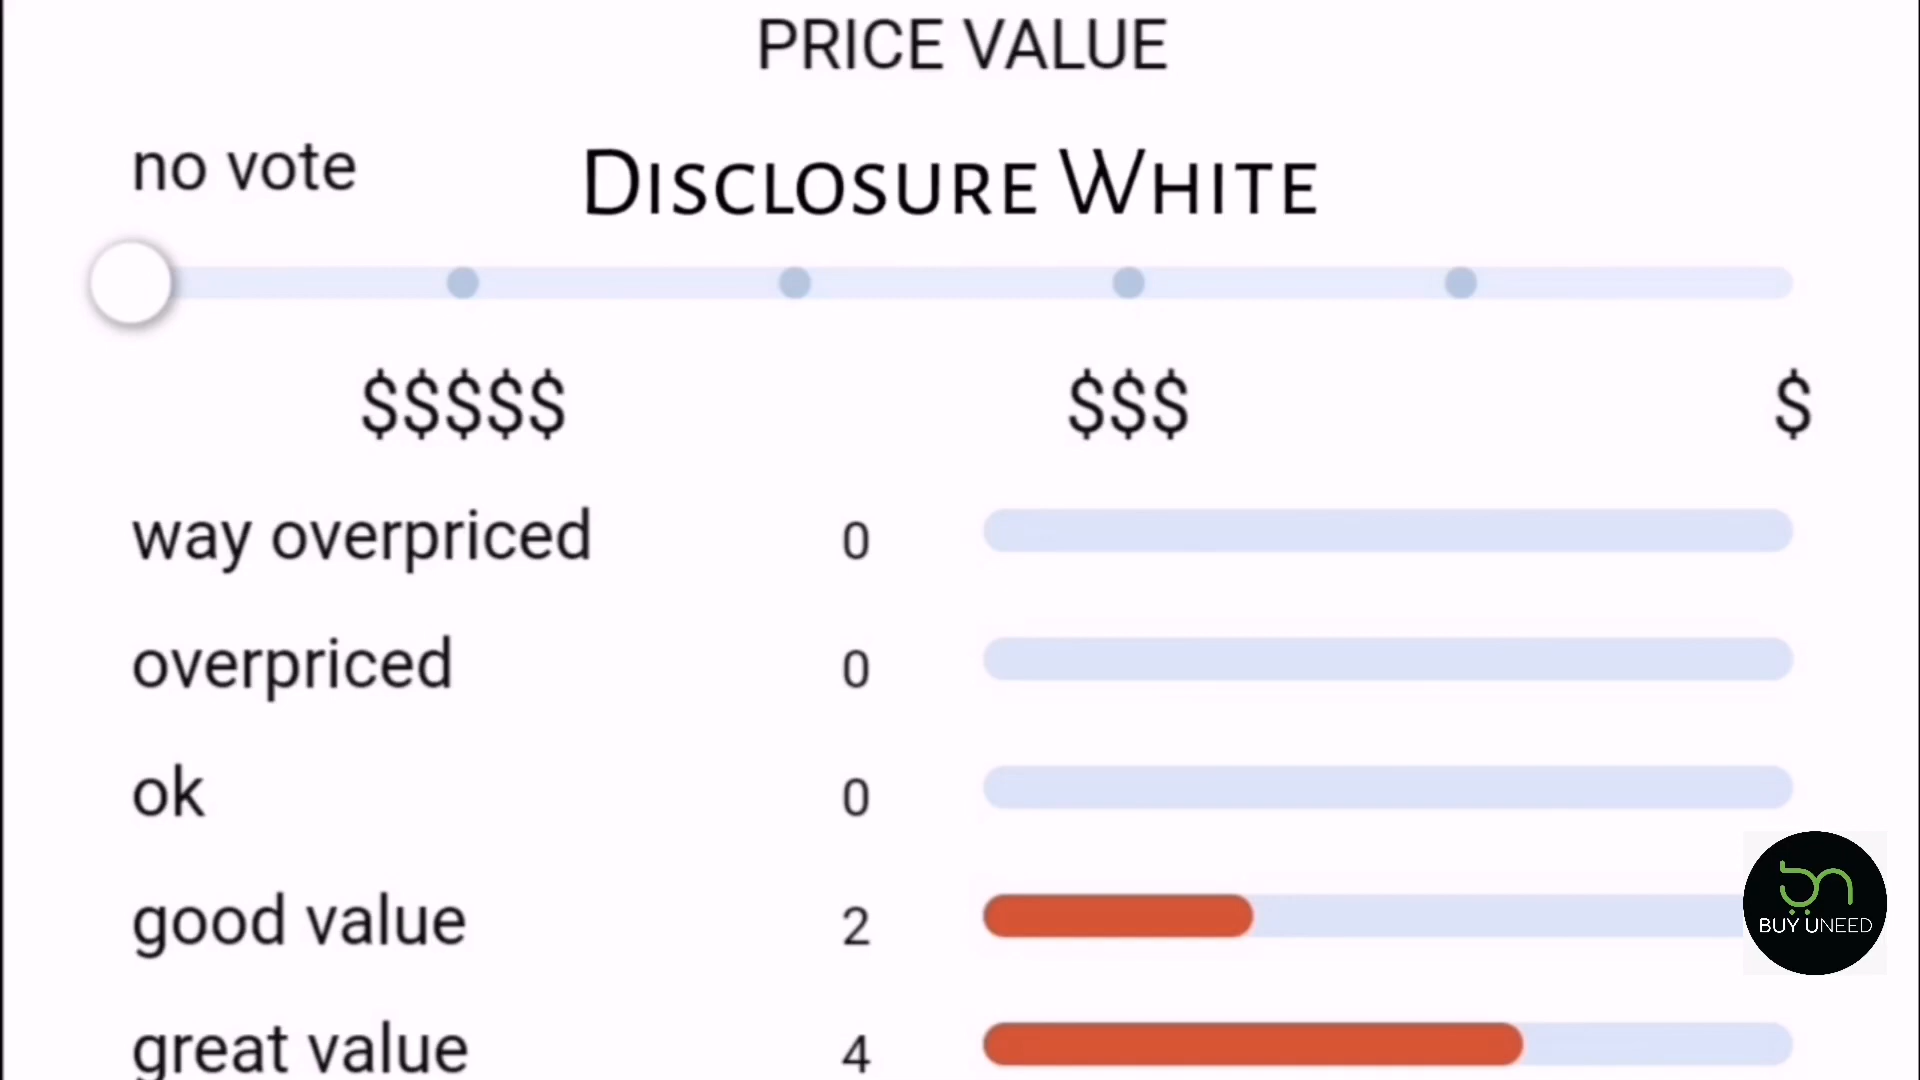 PRICE VALUE
no vote
DISCLOSURE WHITE
$$$$$ $$$ $
way overpriced 0
overpriced 0
ok 0
good value 2
BUY UNEED
great value 4